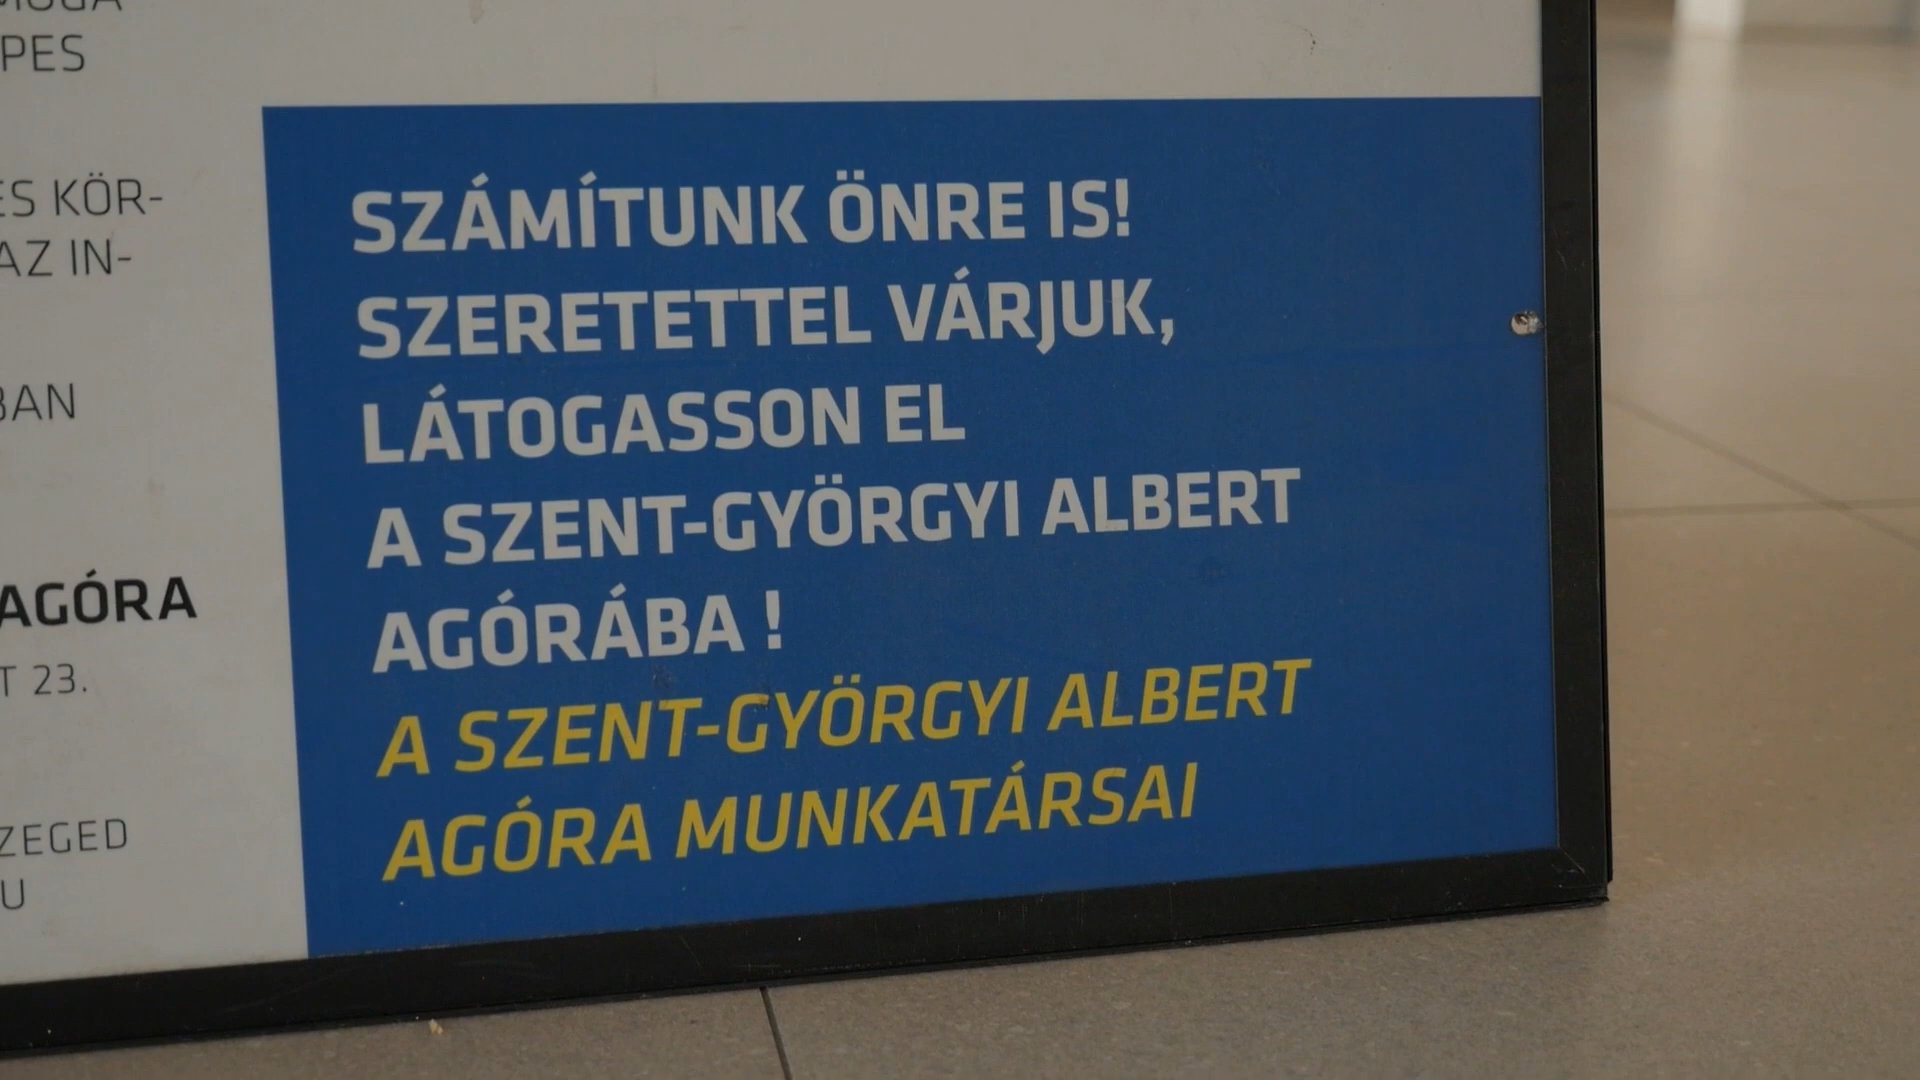 PES
ES KÖR-
AZ IN-
BAN
AGÓRA
T 23.
ZEGED
U
SZÁMÍTUNK ÖNRE IS!
SZERETETTEL VÁRJUK,
LÁTOGASSON EL
A SZENT-GYÖRGYI ALBERT
AGÓRÁBA !
A SZENT-GYÖRGYI ALBERT
AGÓRA MUNKATÁRSAI